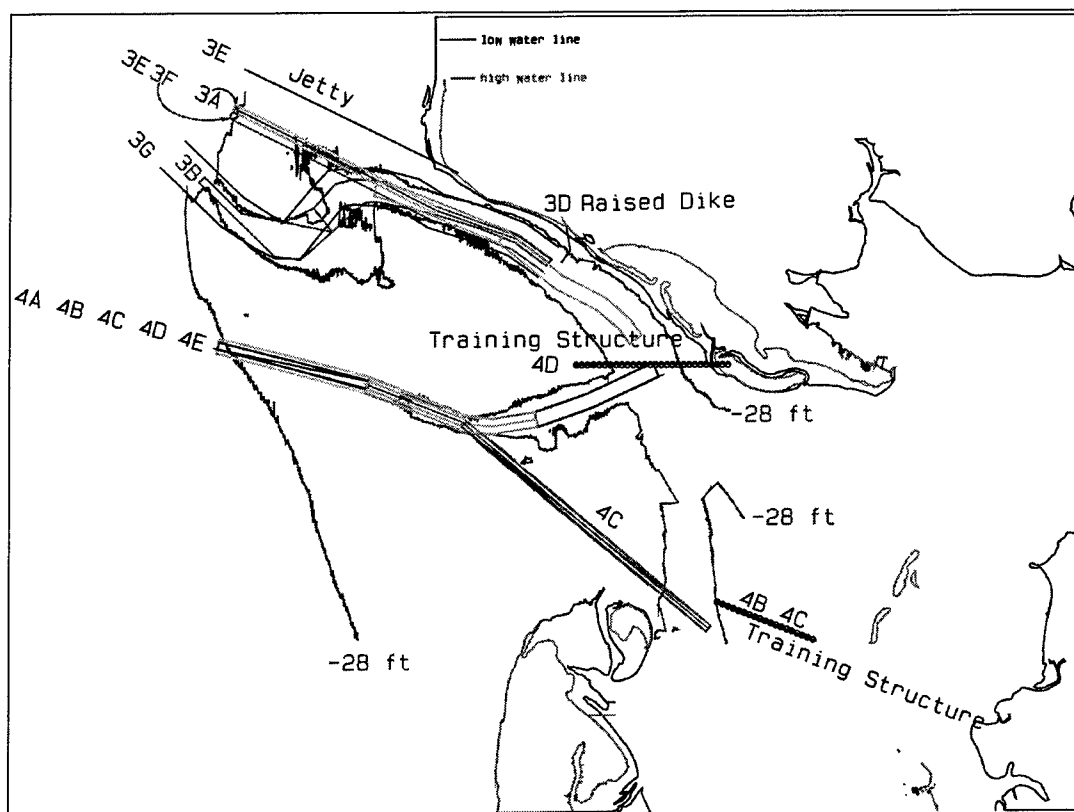 low water line
high water line
3E
Jetty
3E 3F
3A
3G
3B
3D Raised Dike
4A 4B 4C 4D 4E
Training Structure
4D
-28 ft
4C
-28 ft
4B 4C
Training Structure
-28 ft